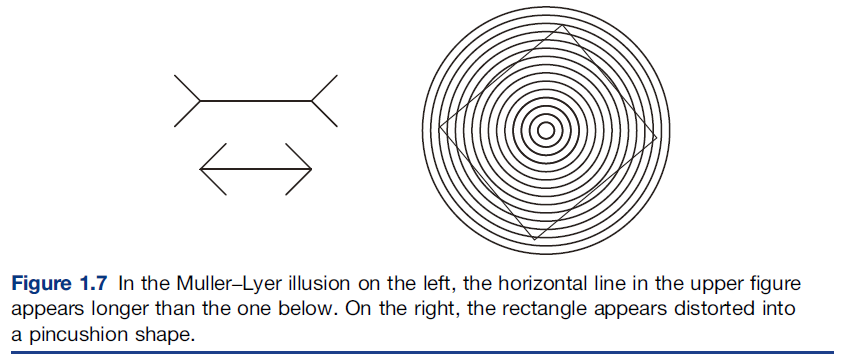 Figure 1.7 In the Muller–Lyer illusion on the left, the horizontal line in the upper figure
appears longer than the one below. On the right, the rectangle appears distorted into
a pincushion shape.